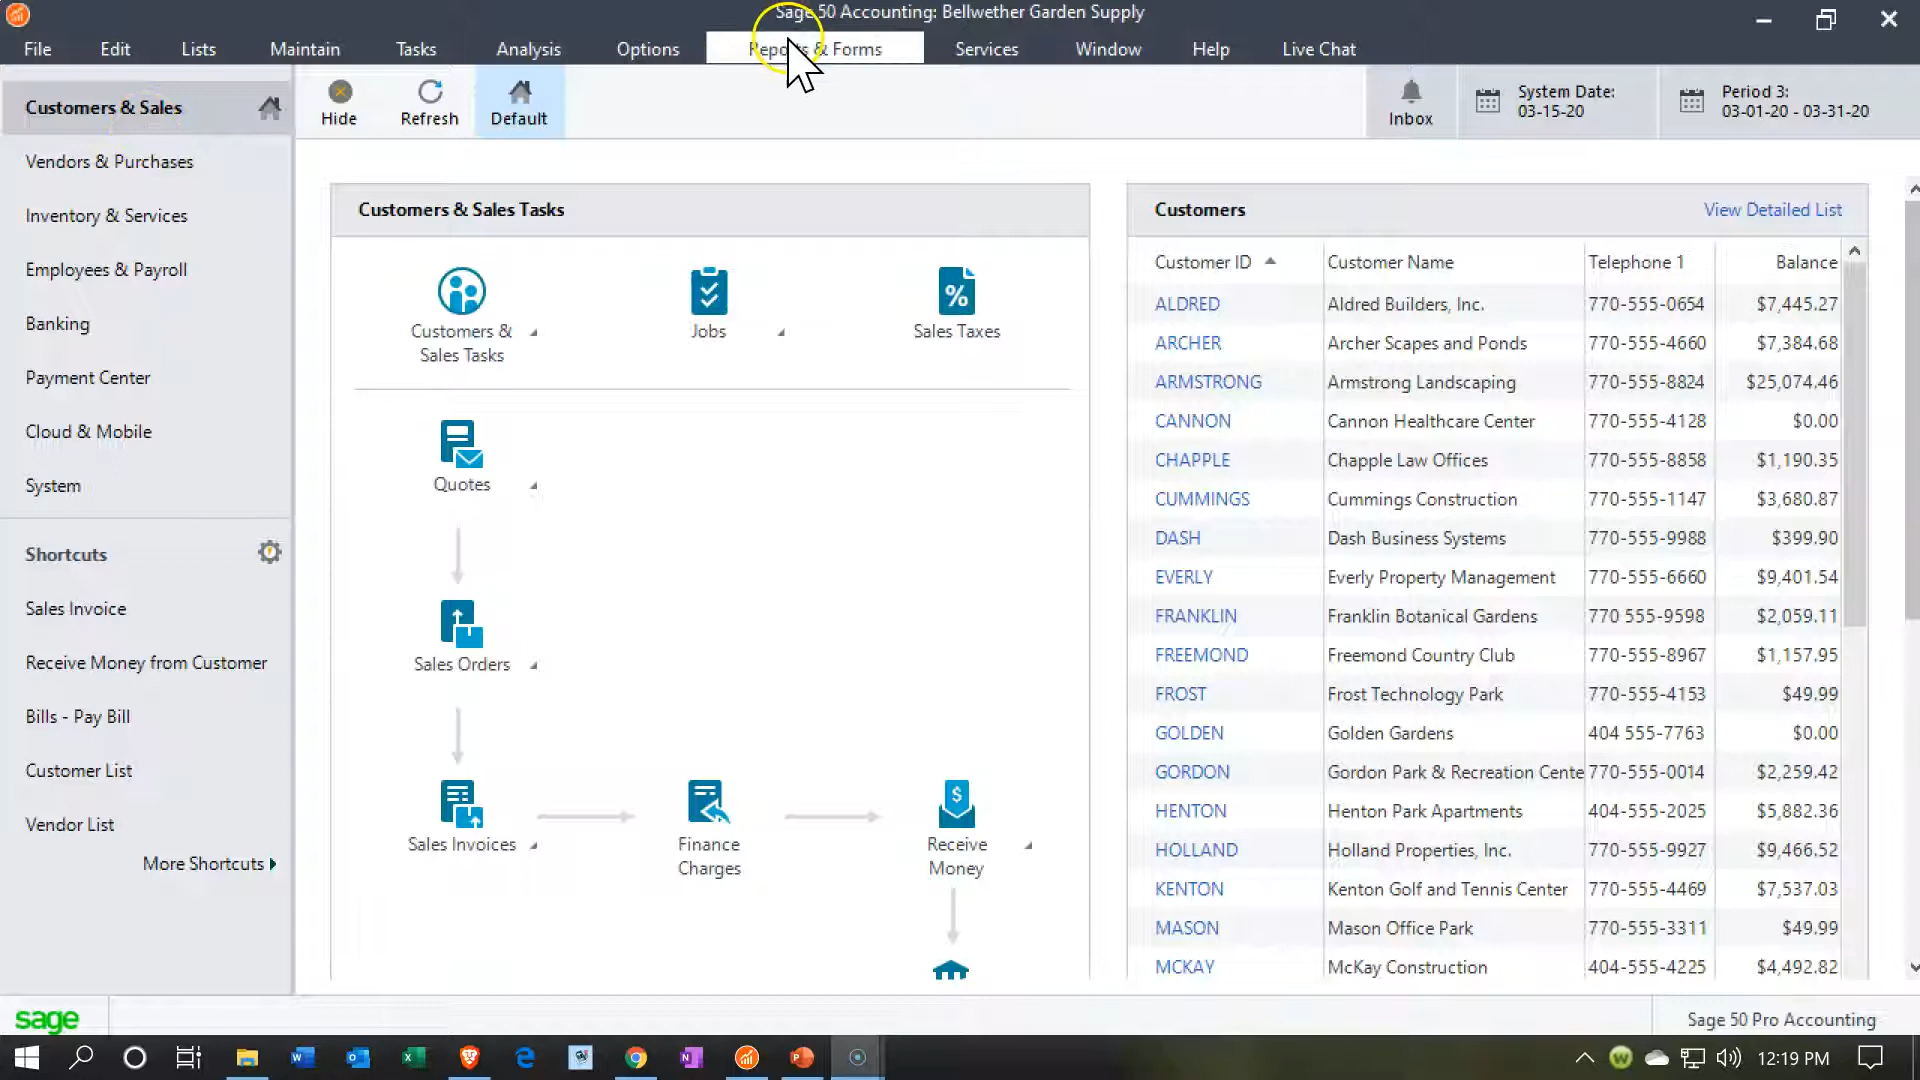 Sage 50 Accounting: Bellwether Garden Supply
File Edit Lists Maintain Tasks Analysis Options Reports & Forms Services Window Help Live Chat
Customers & Sales
Vendors & Purchases
Inventory & Services
Employees & Payroll
Banking
Payment Center
Cloud & Mobile
System
Shortcuts
Sales Invoice
Receive Money from Customer
Bills - Pay Bill
Customer List
Vendor List
More Shortcuts
Hide Refresh Default
Inbox
System Date:
03-15-20
Period 3:
03-01-20 - 03-31-20
Customers & Sales Tasks
Customers &
Sales Tasks
Jobs
Sales Taxes
Quotes
Sales Orders
Sales Invoices
Finance
Charges
Receive
Money
Customers View Detailed List
Customer ID Customer Name Telephone 1 Balance
ALDRED Aldred Builders, Inc. 770-555-0654 $7,445.27
ARCHER Archer Scapes and Ponds 770-555-4660 $7,384.68
ARMSTRONG Armstrong Landscaping 770-555-8824 $25,074.46
CANNON Cannon Healthcare Center 770-555-4128 $0.00
CHAPPLE Chapple Law Offices 770-555-8858 $1,190.35
CUMMINGS Cummings Construction 770-555-1147 $3,680.87
DASH Dash Business Systems 770-555-9988 $399.90
EVERLY Everly Property Management 770-555-6660 $9,401.54
FRANKLIN Franklin Botanical Gardens 770 555-9598 $2,059.11
FREEMOND Freemond Country Club 770-555-8967 $1,157.95
FROST Frost Technology Park 770-555-4153 $49.99
GOLDEN Golden Gardens 404 555-7763 $0.00
GORDON Gordon Park & Recreation Cente 770-555-0014 $2,259.42
HENTON Henton Park Apartments 404-555-2025 $5,882.36
HOLLAND Holland Properties, Inc. 770-555-9927 $9,466.52
KENTON Kenton Golf and Tennis Center 770-555-4469 $7,537.03
MASON Mason Office Park 770-555-3311 $49.99
MCKAY McKay Construction 404-555-4225 $4,492.82
sage
Sage 50 Pro Accounting
12:19 PM